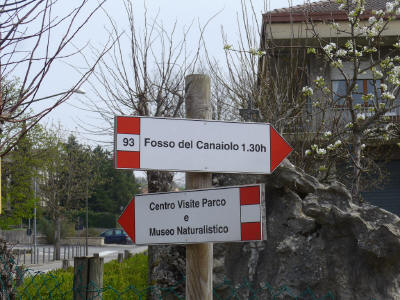 93 Fosso del Canaiolo 1.30h
Centro Visite Parco
e
Museo Naturalistico